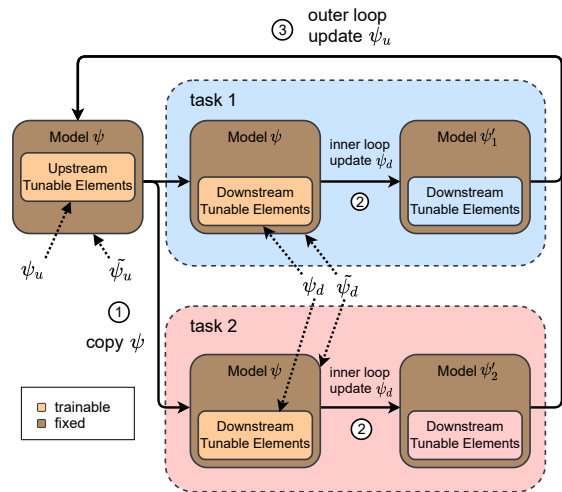 ③ outer loop
update ψ_u
task 1
Model ψ
Upstream
Tunable Elements
Model ψ
Downstream
Tunable Elements
inner loop
update ψ_d
②
Model ψ′_1
Downstream
Tunable Elements
ψ_u
ψ̃_u
①
copy ψ
ψ_d
ψ̃_d
task 2
Model ψ
Downstream
Tunable Elements
inner loop
update ψ_d
②
Model ψ′_2
Downstream
Tunable Elements
trainable
fixed